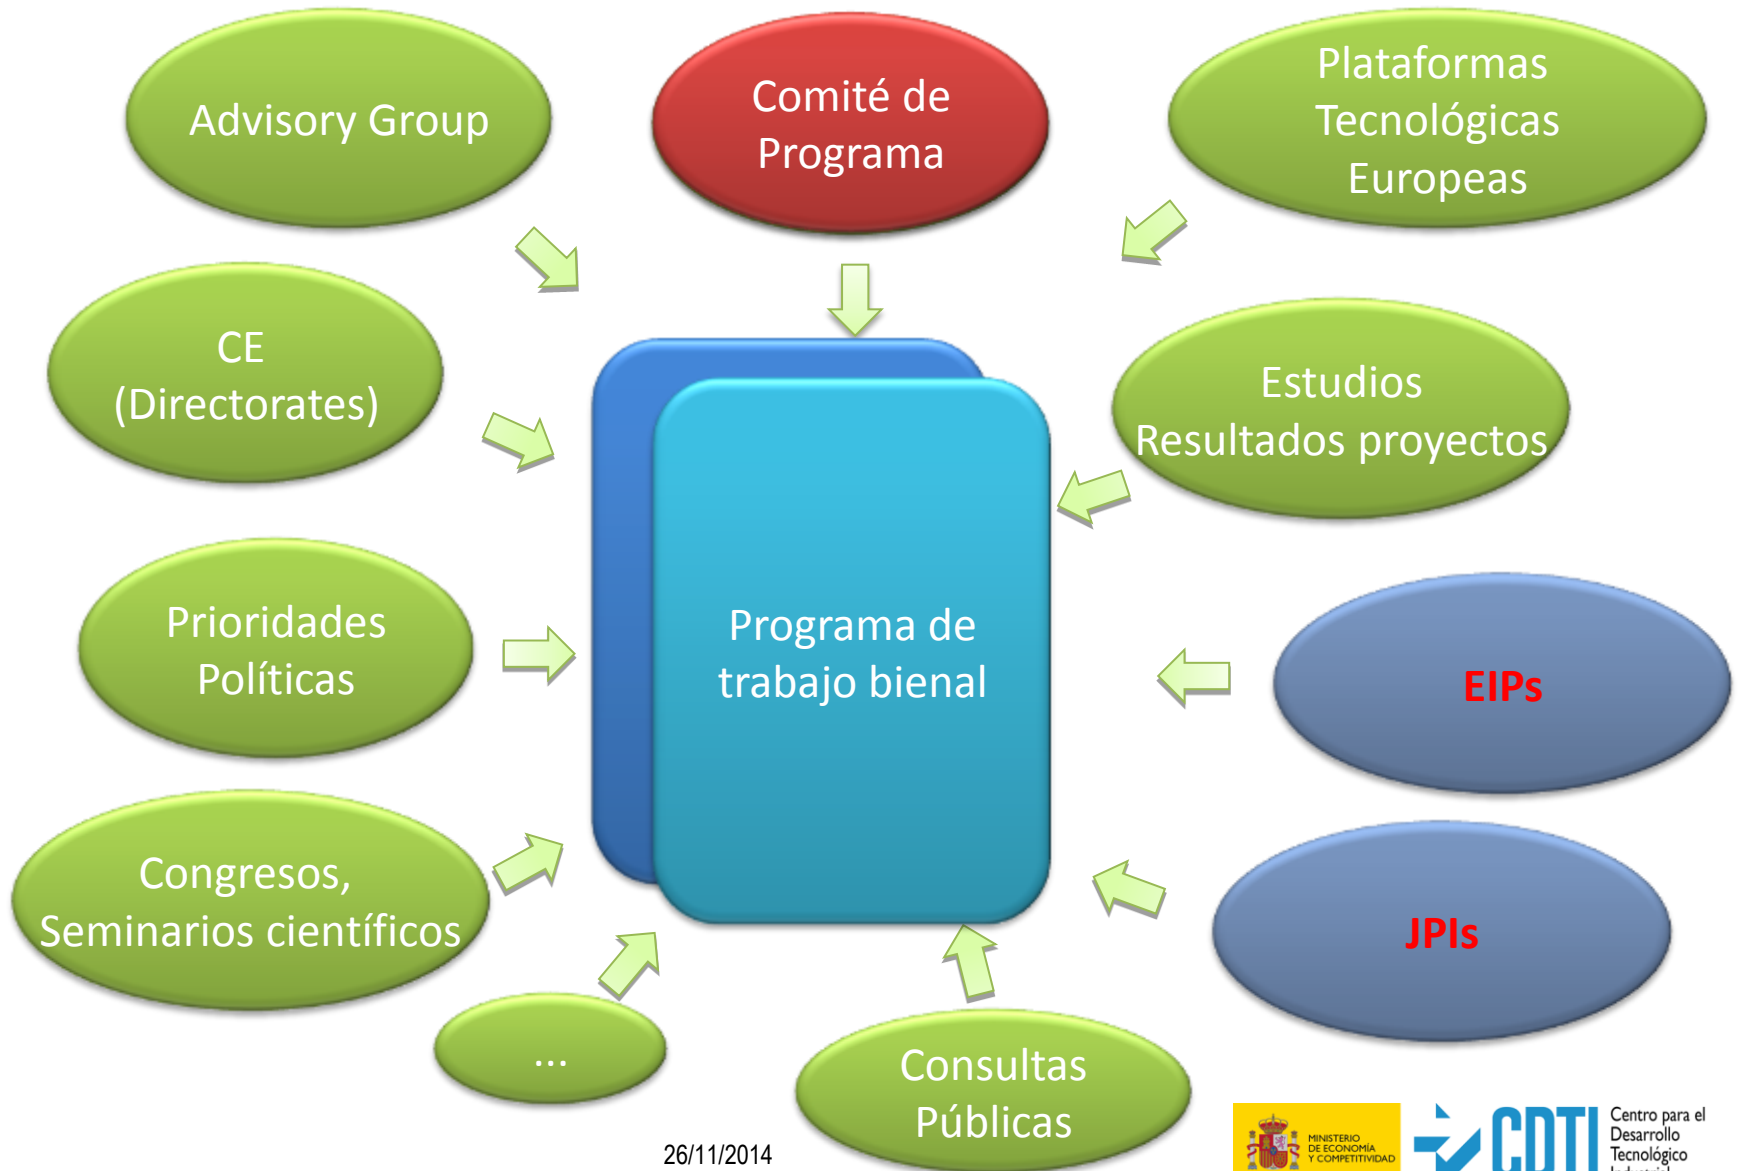 Advisory Group
Comité de
Programa
Plataformas
Tecnológicas
Europeas
CE
(Directorates)
Estudios
Resultados proyectos
Prioridades
Políticas
Programa de
trabajo bienal
EIPs
Congresos,
Seminarios científicos
JPIs
...
Consultas
Públicas
26/11/2014
MINISTERIO
DE ECONOMÍA
Y COMPETITIVIDAD
CDTI
Centro para el
Desarrollo
Tecnológico
Industrial